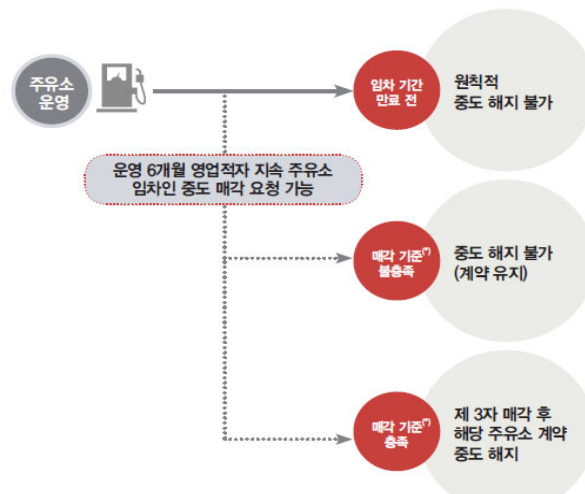 주유소
운영
임차 기간
만료 전
원칙적
중도 해지 불가
운영 6개월 영업적자 지속 주유소
임차인 중도 매각 요청 가능
매각 기준(*)
불충족
중도 해지 불가
(계약 유지)
매각 기준(*)
충족
제 3자 매각 후
해당 주유소 계약
중도 해지